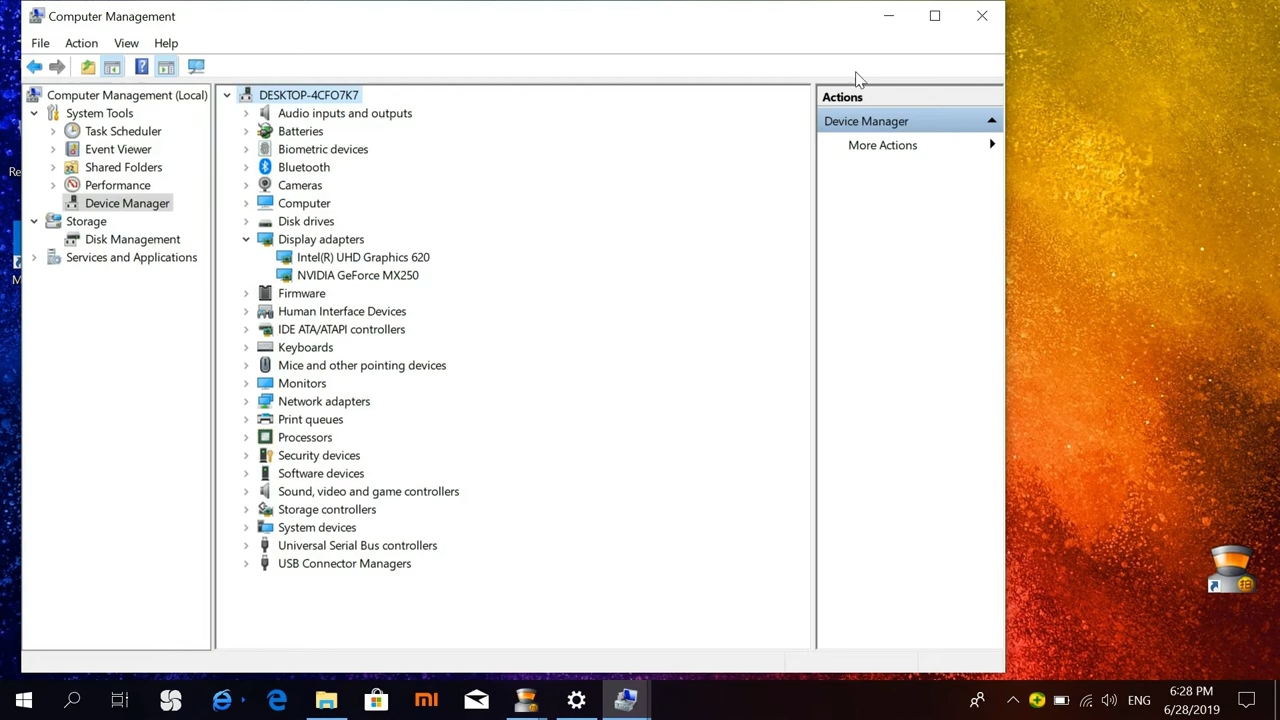 Computer Management
File Action View Help
Computer Management (Local)
System Tools
Task Scheduler
Event Viewer
Shared Folders
Performance
Device Manager
Storage
Disk Management
Services and Applications
DESKTOP-4CFO7K7
Audio inputs and outputs
Batteries
Biometric devices
Bluetooth
Cameras
Computer
Disk drives
Display adapters
Intel(R) UHD Graphics 620
NVIDIA GeForce MX250
Firmware
Human Interface Devices
IDE ATA/ATAPI controllers
Keyboards
Mice and other pointing devices
Monitors
Network adapters
Print queues
Processors
Security devices
Software devices
Sound, video and game controllers
Storage controllers
System devices
Universal Serial Bus controllers
USB Connector Managers
Actions
Device Manager
More Actions
Re
M
ENG
6:28 PM
6/28/2019